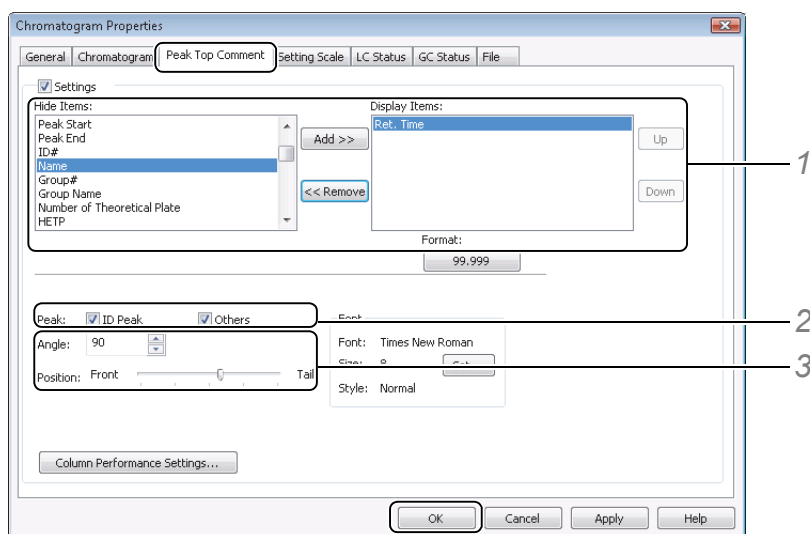 Chromatogram Properties
General Chromatogram Peak Top Comment Setting Scale LC Status GC Status File
Settings
Hide Items:
Peak Start
Peak End
ID#
Name
Group#
Group Name
Number of Theoretical Plate
HETP
Add >>
<< Remove
Display Items:
Ret. Time
Up
Down
1
Format:
99.999
Peak: ID Peak Others
2
Angle: 90
Position: Front Tail
3
Font
Font: Times New Roman
Style: Normal
Column Performance Settings...
OK Cancel Apply Help